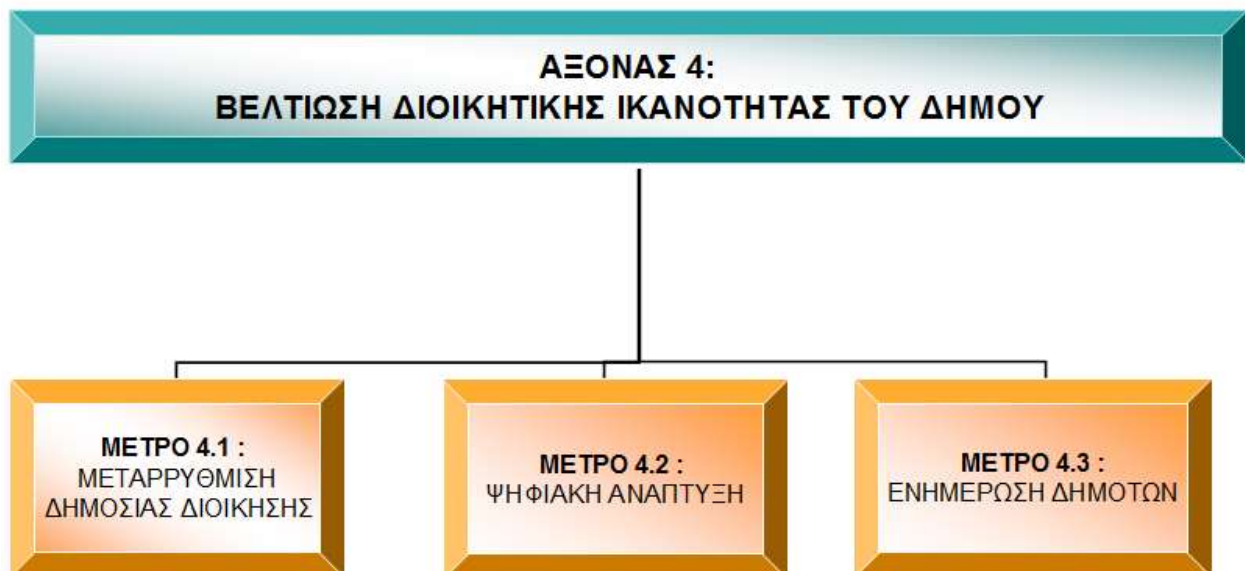 ΑΞΟΝΑΣ 4:
ΒΕΛΤΙΩΣΗ ΔΙΟΙΚΗΤΙΚΗΣ ΙΚΑΝΟΤΗΤΑΣ ΤΟΥ ΔΗΜΟΥ
ΜΕΤΡΟ 4.1 :
ΜΕΤΑΡΡΥΘΜΙΣΗ
ΔΗΜΟΣΙΑΣ ΔΙΟΙΚΗΣΗΣ
ΜΕΤΡΟ 4.2 :
ΨΗΦΙΑΚΗ ΑΝΑΠΤΥΞΗ
ΜΕΤΡΟ 4.3 :
ΕΝΗΜΕΡΩΣΗ ΔΗΜΟΤΩΝ